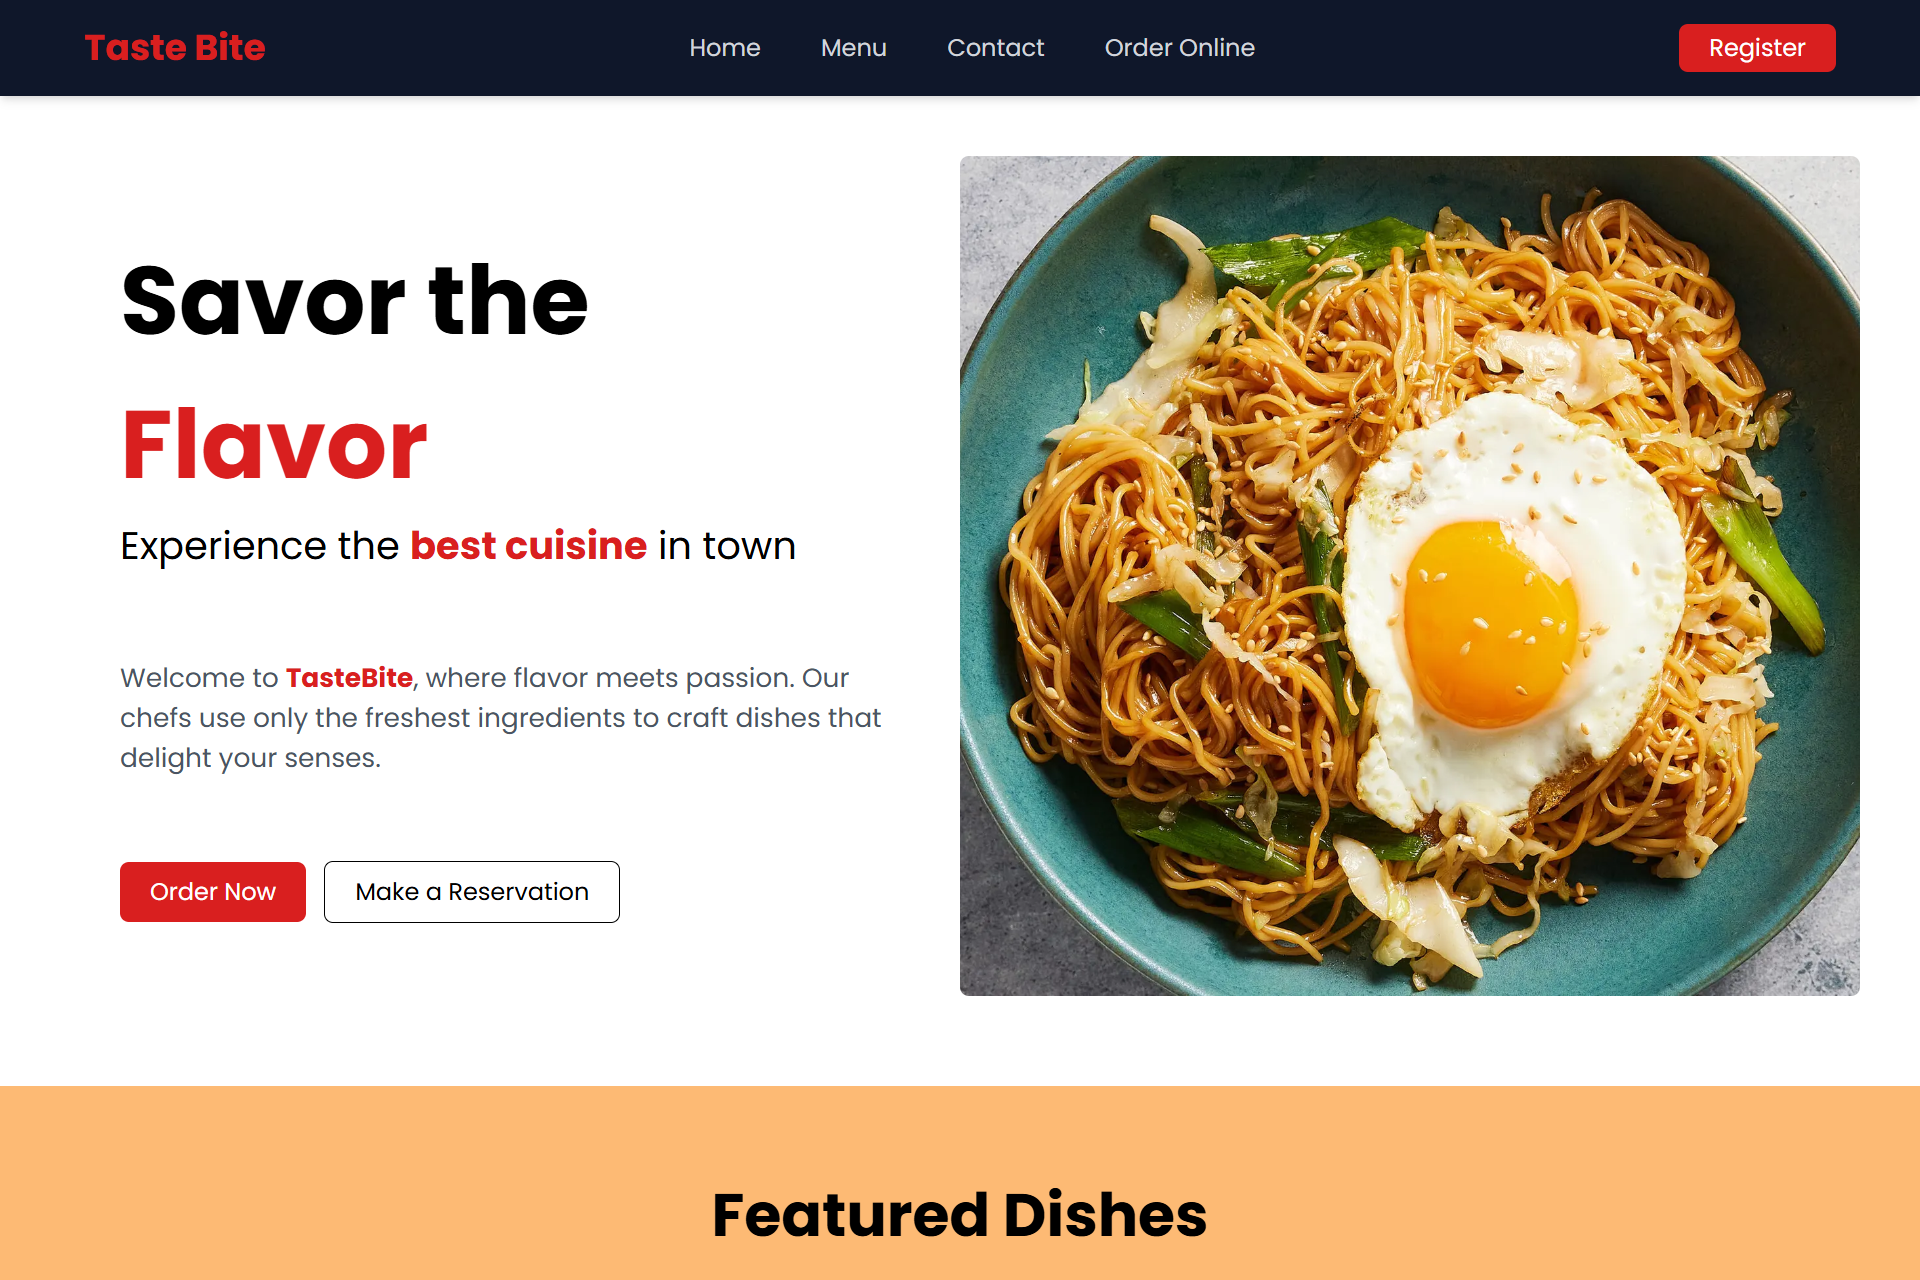 Taste Bite
Home
Menu
Contact
Order Online
Register
Savor the
Flavor
Experience the best cuisine in town
Welcome to TasteBite, where flavor meets passion. Our
chefs use only the freshest ingredients to craft dishes that
delight your senses.
Order Now
Make a Reservation
Featured Dishes